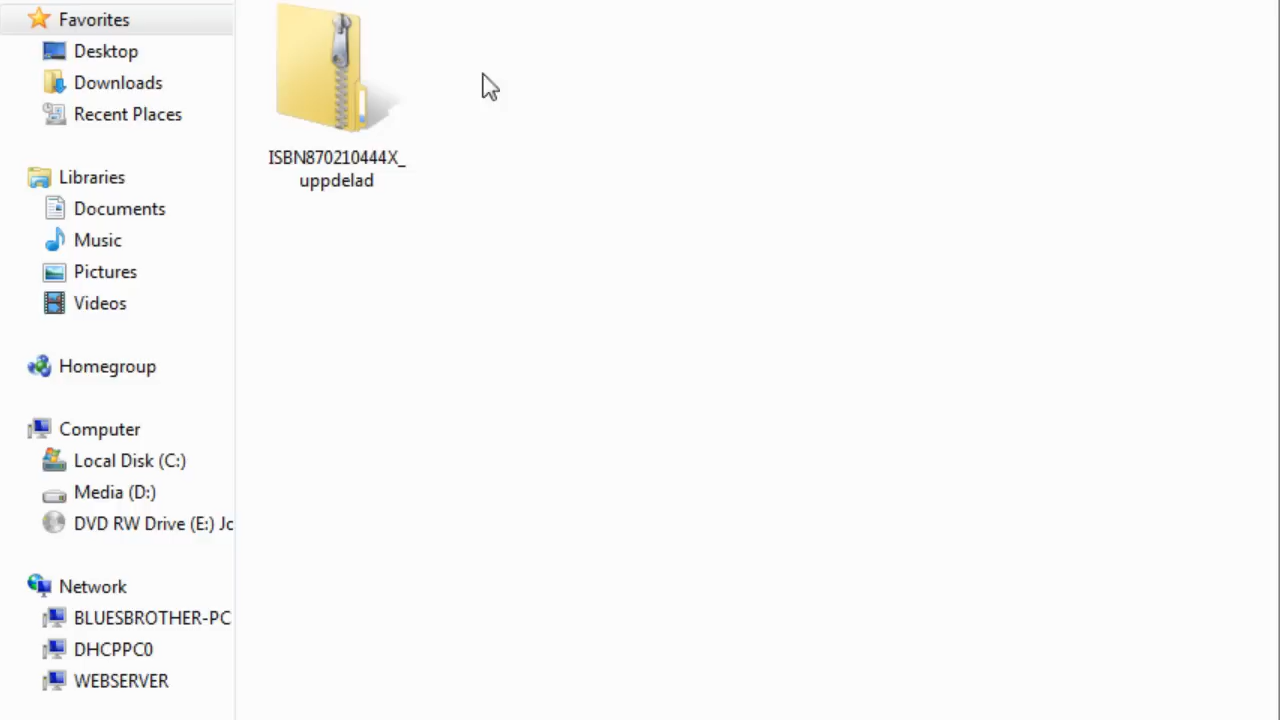 Favorites
Desktop
Downloads
Recent Places
Libraries
Documents
Music
Pictures
Videos
Homegroup
Computer
Local Disk (C:)
Media (D:)
DVD RW Drive (E:) Jc
Network
BLUESBROTHER-PC
DHCPPC0
WEBSERVER
ISBN870210444X_
uppdelad